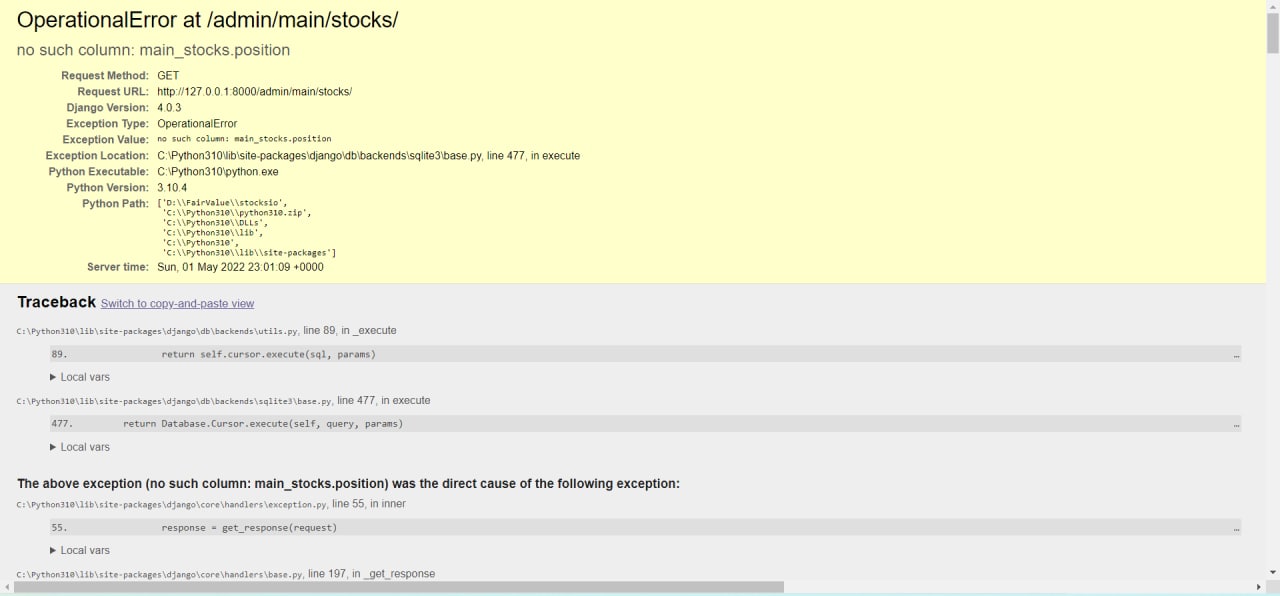 OperationalError at /admin/main/stocks/
no such column: main_stocks.position
Request Method: GET
Request URL: http://127.0.0.1:8000/admin/main/stocks/
Django Version: 4.0.3
Exception Type: OperationalError
Exception Value: no such column: main_stocks.position
Exception Location: C:\Python310\lib\site-packages\django\db\backends\sqlite3\base.py, line 477, in execute
Python Executable: C:\Python310\python.exe
Python Version: 3.10.4
Python Path: ['D:\\FairValue\\stocksio',
'C:\\Python310\\python310.zip',
'C:\\Python310\\DLLs',
'C:\\Python310\\lib',
'C:\\Python310',
'C:\\Python310\\lib\\site-packages']
Server time: Sun, 01 May 2022 23:01:09 +0000
Traceback Switch to copy-and-paste view
C:\Python310\lib\site-packages\django\db\backends\utils.py, line 89, in _execute
89. return self.cursor.execute(sql, params) …
▶ Local vars
C:\Python310\lib\site-packages\django\db\backends\sqlite3\base.py, line 477, in execute
477. return Database.Cursor.execute(self, query, params) …
▶ Local vars
The above exception (no such column: main_stocks.position) was the direct cause of the following exception:
C:\Python310\lib\site-packages\django\core\handlers\exception.py, line 55, in inner
55. response = get_response(request) …
▶ Local vars
C:\Python310\lib\site-packages\django\core\handlers\base.py, line 197, in _get_response